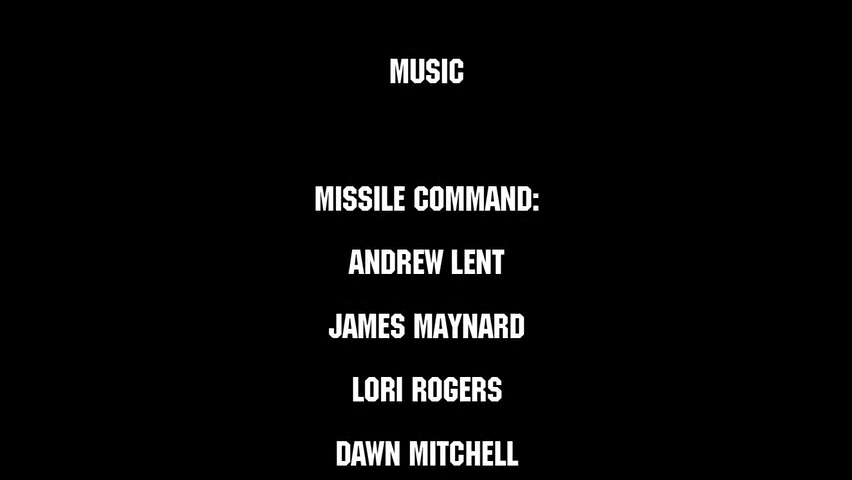 MUSIC
MISSILE COMMAND:
ANDREW LENT
JAMES MAYNARD
LORI ROGERS
DAWN MITCHELL